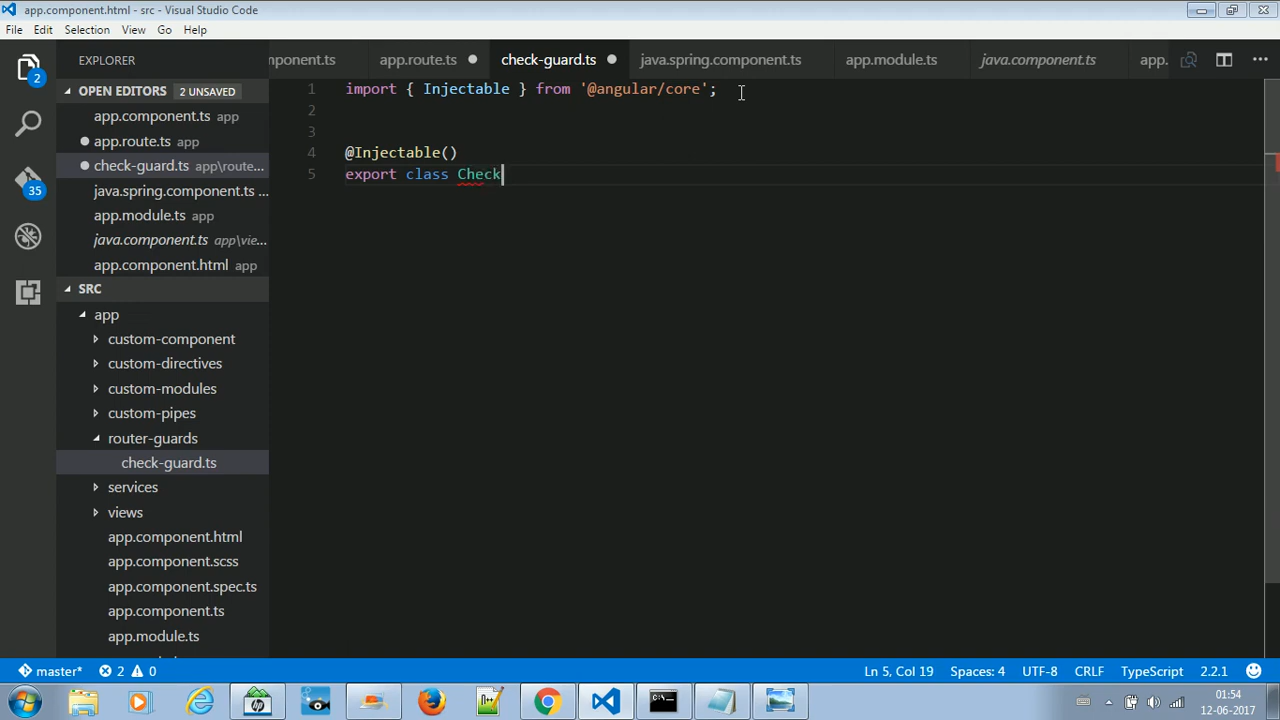 app.component.html - src - Visual Studio Code
File Edit Selection View Go Help
EXPLORER
mponent.ts app.route.ts check-guard.ts java.spring.component.ts app.module.ts java.component.ts app.
2
OPEN EDITORS 2 UNSAVED
app.component.ts app
app.route.ts app
check-guard.ts app\route...
java.spring.component.ts ...
app.module.ts app
java.component.ts app\vie...
app.component.html app
35
SRC
app
custom-component
custom-directives
custom-modules
custom-pipes
router-guards
check-guard.ts
services
views
app.component.html
app.component.scss
app.component.spec.ts
app.component.ts
app.module.ts
1 import { Injectable } from '@angular/core';
2
3
4 @Injectable()
5 export class Check
master* 2 0 Ln 5, Col 19 Spaces: 4 UTF-8 CRLF TypeScript 2.2.1
hp
C:\
01:54
12-06-2017